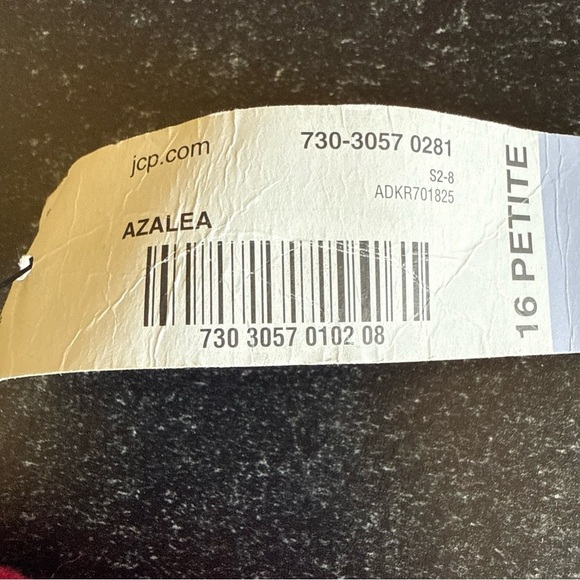 jcp.com
730-3057 0281
S2-8
ADKR701825
AZALEA
730 3057 0102 08
16 PETITE